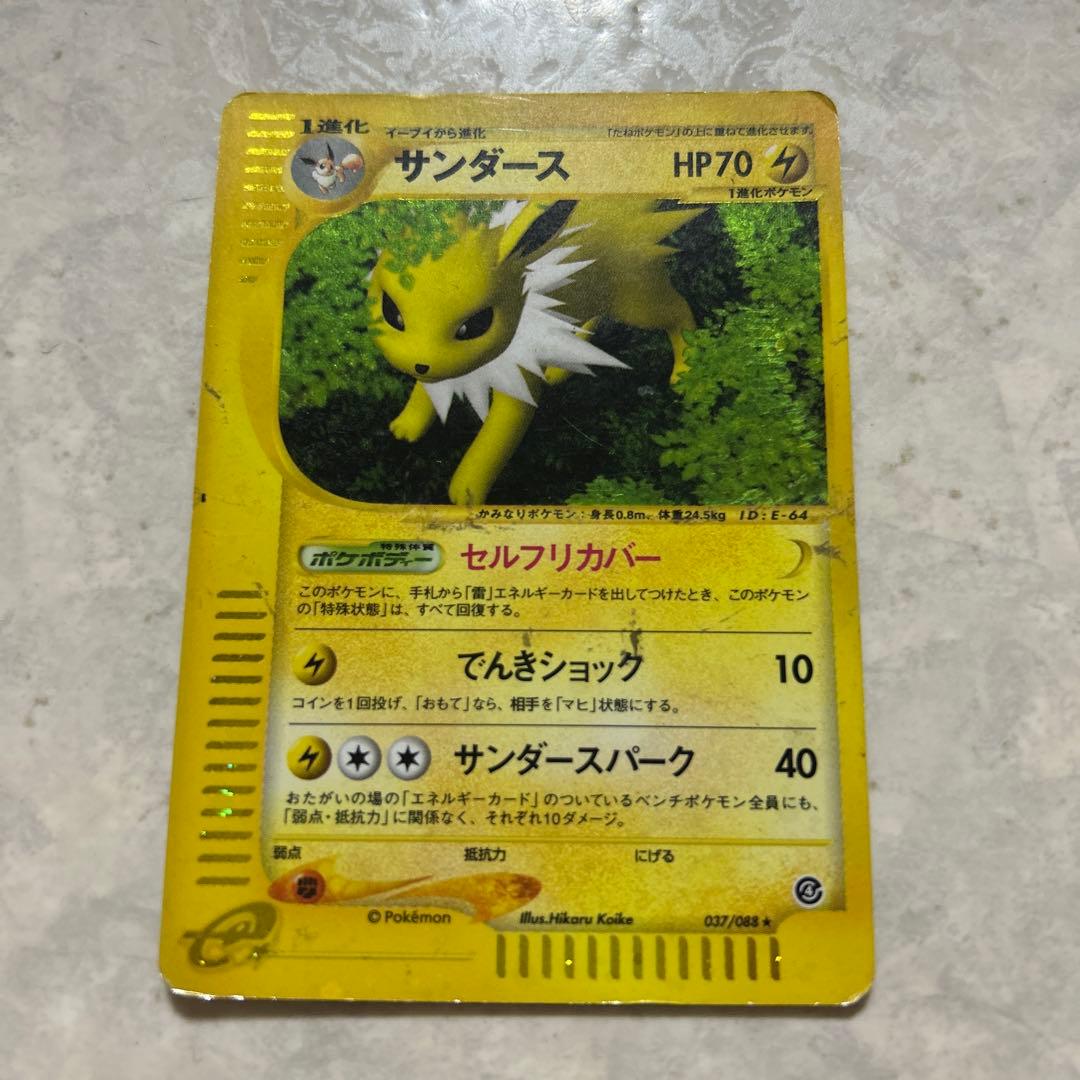 1進化
イーブイから進化
「たねポケモン」の上に重ねて進化させます。
サンダース
HP70
1進化ポケモン
かみなりポケモン：身長0.8m、体重24.5kg ID:E-64
特殊体質
ポケボディー
セルフリカバー
このポケモンに、手札から「雷」エネルギーカードを出してつけたとき、このポケモン
の「特殊状態」は、すべて回復する。
でんきショック 10
コインを1回投げ、「おもて」なら、相手を「マヒ」状態にする。
サンダースパーク 40
おたがいの場の「エネルギーカード」のついているベンチポケモン全員にも、
「弱点・抵抗力」に関係なく、それぞれ10ダメージ。
弱点 抵抗力 にげる
4
© Pokémon Illus.Hikaru Koike 037/088★
e